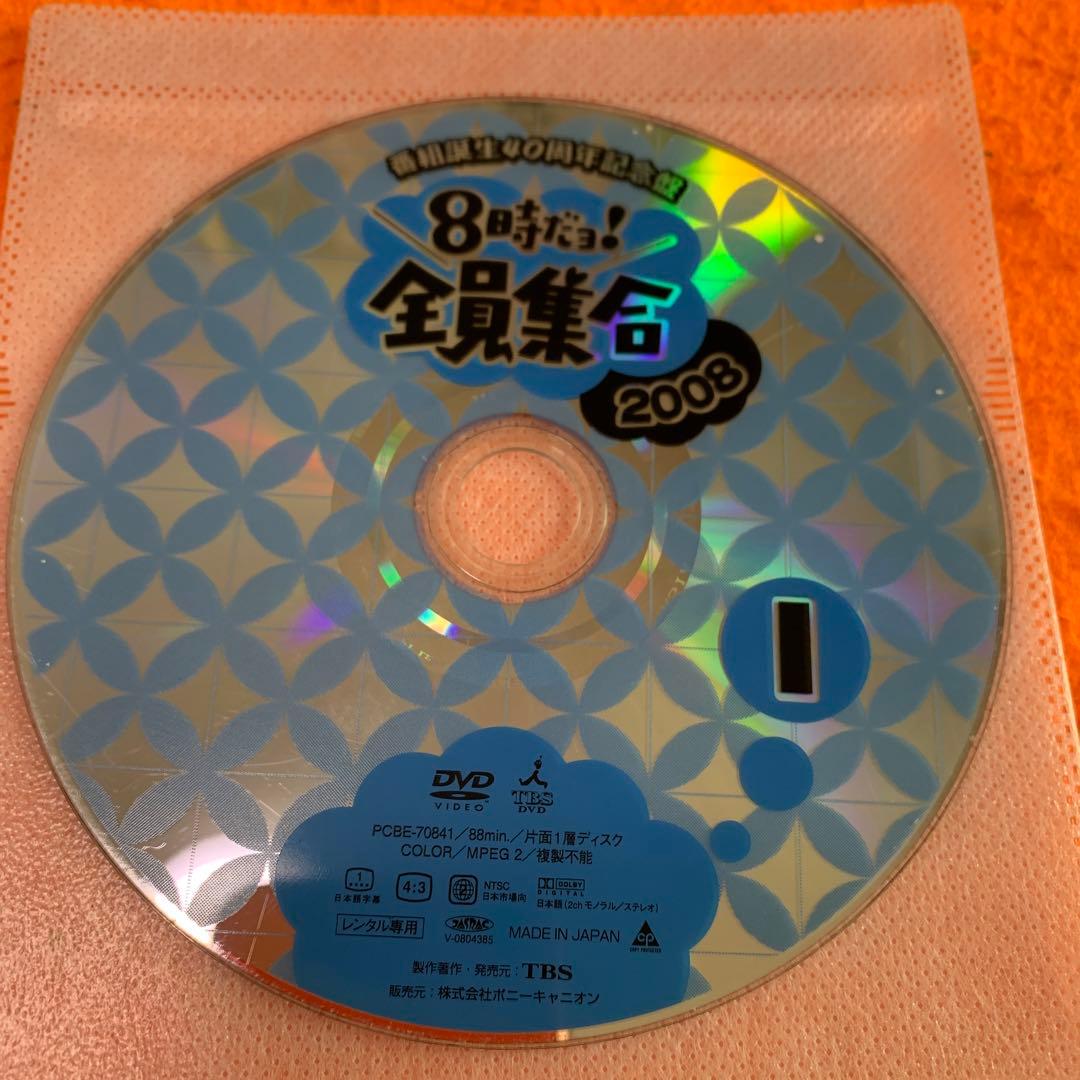 番組誕生40周年記念盤
8時だョ!
全員集合
2008
1
DVD
VIDEO™
TBS
DVD
PCBE-70841/88min./片面1層ディスク
COLOR/MPEG 2/複製不能
1
日本語字幕
4:3
2
NTSC
日本市場向
DOLBY
DIGITAL
日本語(2chモノラル/ステレオ)
レンタル専用
JASRAC
V-0804385
MADE IN JAPAN
CP
COPY PROTECTED
製作著作・発売元:TBS
販売元:株式会社ポニーキャニオン